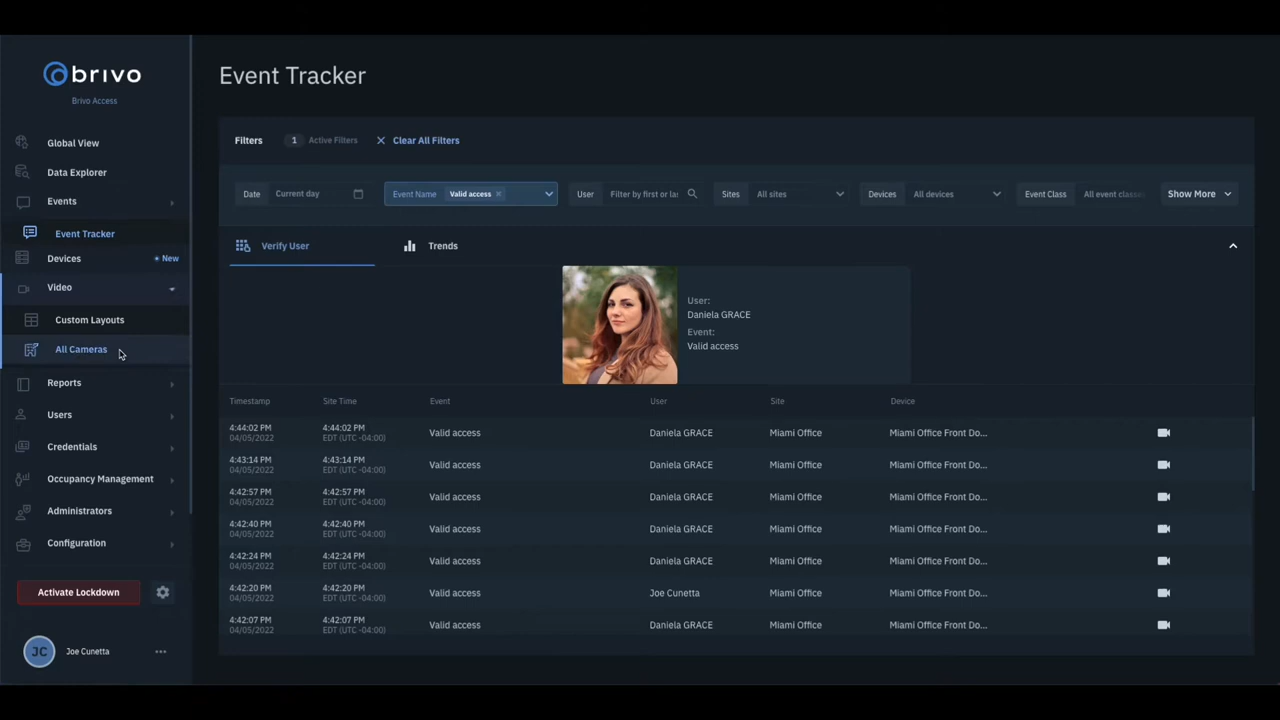 brivo
Brivo Access
Global View
Data Explorer
Events
Event Tracker
Devices New
Video
Custom Layouts
All Cameras
Reports
Users
Credentials
Occupancy Management
Administrators
Configuration
Activate Lockdown
JC Joe Cunetta
Event Tracker
Filters 1 Active Filters Clear All Filters
Date Current day Event Name Valid access User Filter by first or las Sites All sites Devices All devices Event Class All event classes Show More
Verify User Trends
User:
Daniela GRACE
Event:
Valid access
Timestamp Site Time Event User Site Device
4:44:02 PM 4:44:02 PM Valid access Daniela GRACE Miami Office Miami Office Front Do...
04/05/2022 EDT (UTC -04:00)
4:43:14 PM 4:43:14 PM Valid access Daniela GRACE Miami Office Miami Office Front Do...
04/05/2022 EDT (UTC -04:00)
4:42:57 PM 4:42:57 PM Valid access Daniela GRACE Miami Office Miami Office Front Do...
04/05/2022 EDT (UTC -04:00)
4:42:40 PM 4:42:40 PM Valid access Daniela GRACE Miami Office Miami Office Front Do...
04/05/2022 EDT (UTC -04:00)
4:42:24 PM 4:42:24 PM Valid access Daniela GRACE Miami Office Miami Office Front Do...
04/05/2022 EDT (UTC -04:00)
4:42:20 PM 4:42:20 PM Valid access Joe Cunetta Miami Office Miami Office Front Do...
04/05/2022 EDT (UTC -04:00)
4:42:07 PM 4:42:07 PM Valid access Daniela GRACE Miami Office Miami Office Front Do...
04/05/2022 EDT (UTC -04:00)